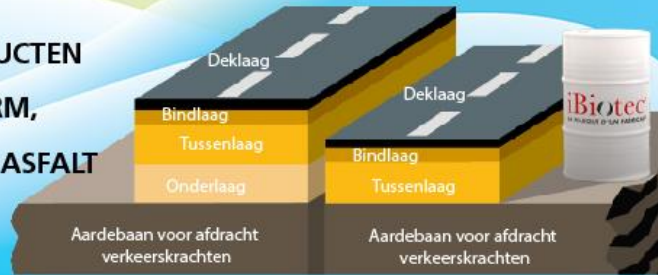 UCTEN
RM,
ASFALT
Deklaag
Bindlaag
Tussenlaag
Onderlaag
Aardebaan voor afdracht
verkeerskrachten
Deklaag
Bindlaag
Tussenlaag
Aardebaan voor afdracht
verkeerskrachten
iBiotec